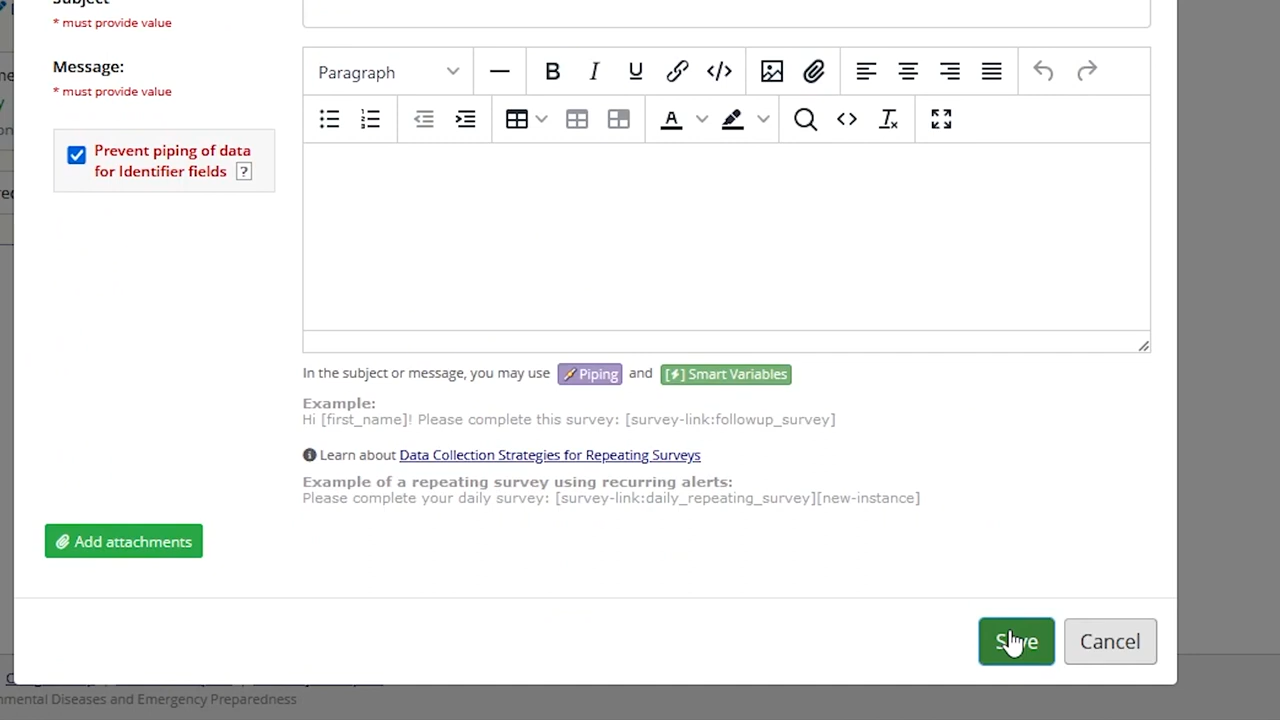 Subject
* must provide value
Message:
* must provide value
Paragraph
B I U
A
Prevent piping of data
for Identifier fields ?
In the subject or message, you may use Piping and [⚡] Smart Variables
Example:
Hi [first_name]! Please complete this survey: [survey-link:followup_survey]
Learn about Data Collection Strategies for Repeating Surveys
Example of a repeating survey using recurring alerts:
Please complete your daily survey: [survey-link:daily_repeating_survey][new-instance]
Add attachments
Save Cancel
nmental Diseases and Emergency Preparedness